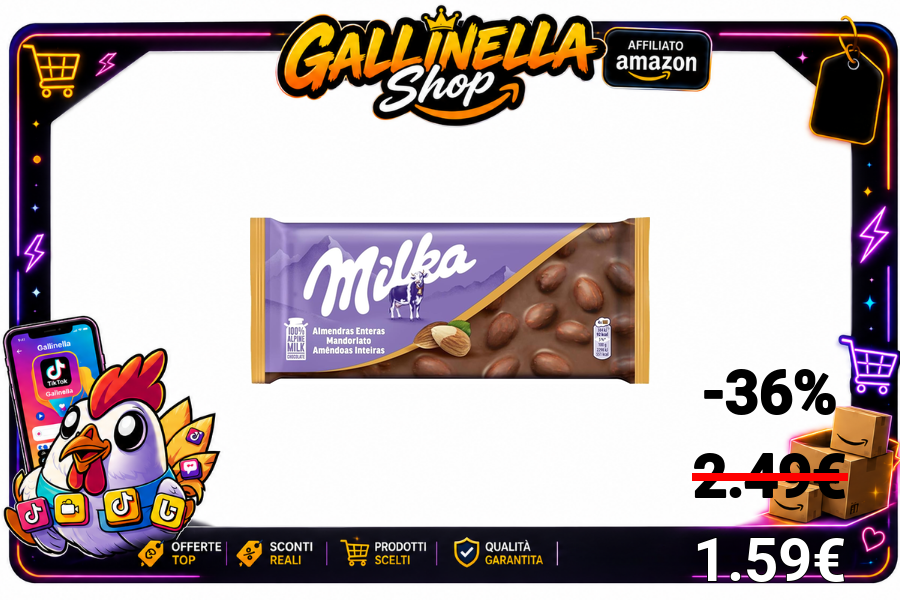 GALLINELLA
Shop
AFFILIATO
amazon
Milka
100%
ALPINE
MILK
CHOCOLATE
Almendras Enteras
Mandorlato
Amêndoas Inteiras
Gallinella
TikTok
Gallinella
-36%
2.49€
1.59€
OFFERTE
TOP
SCONTI
REALI
PRODOTTI
SCELTI
QUALITÀ
GARANTITA